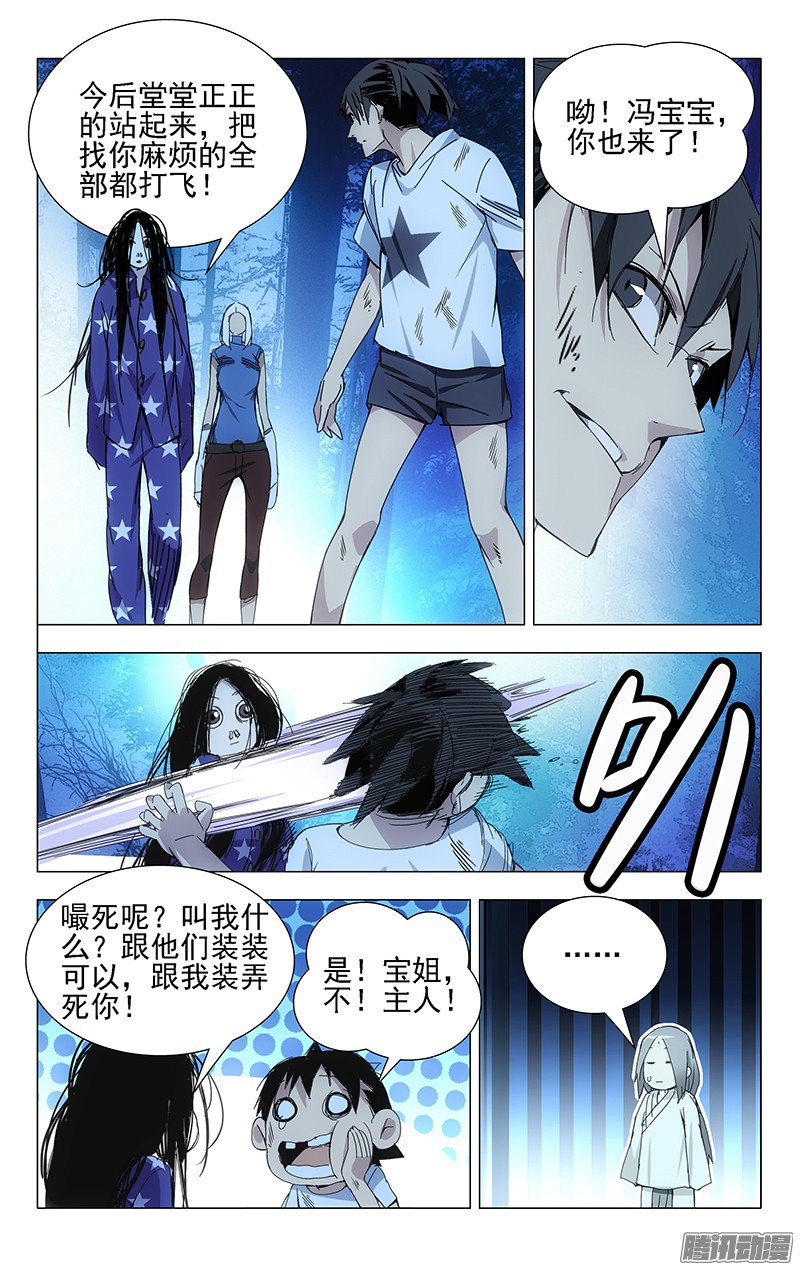 今后堂堂正正
的站起来，把
找你麻烦的全
部都打飞！
呦！冯宝宝，
你也来了！
叭
嘬死呢？叫我什
么？跟他们装装
可以，跟我装弄
死你！
是！宝姐，
不！主人！
……
腾讯动漫